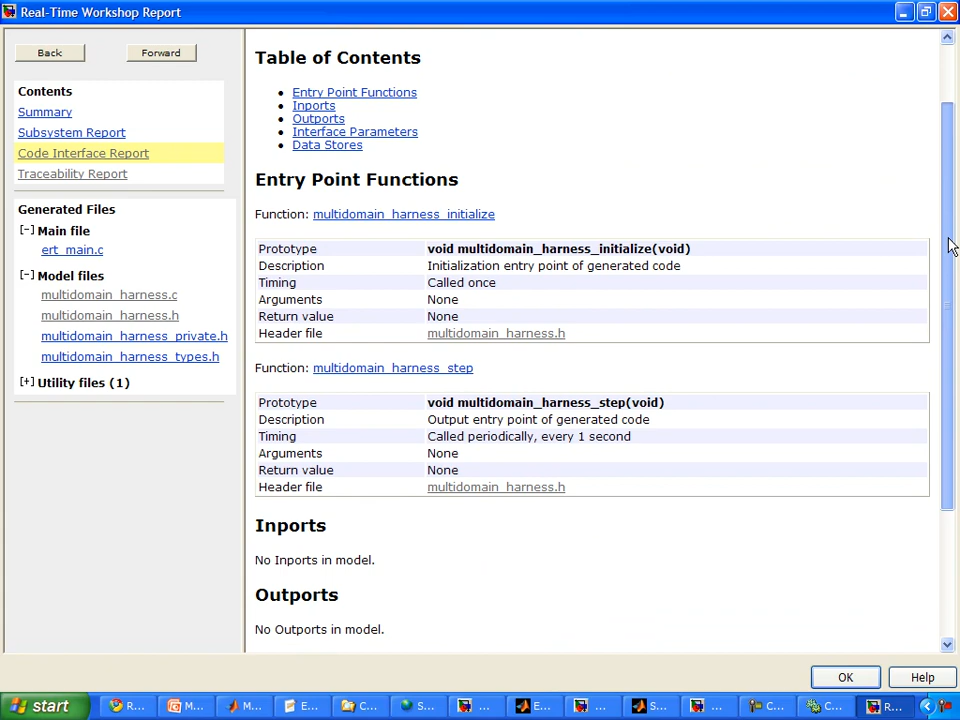 Real-Time Workshop Report
Back
Forward
Contents
Summary
Subsystem Report
Code Interface Report
Traceability Report
Generated Files
[-] Main file
ert_main.c
[-] Model files
multidomain_harness.c
multidomain_harness.h
multidomain_harness_private.h
multidomain_harness_types.h
[+] Utility files (1)
Table of Contents
• Entry Point Functions
• Inports
• Outports
• Interface Parameters
• Data Stores
Entry Point Functions
Function: multidomain_harness_initialize
Prototype void multidomain_harness_initialize(void)
Description Initialization entry point of generated code
Timing Called once
Arguments None
Return value None
Header file multidomain_harness.h
Function: multidomain_harness_step
Prototype void multidomain_harness_step(void)
Description Output entry point of generated code
Timing Called periodically, every 1 second
Arguments None
Return value None
Header file multidomain_harness.h
Inports
No Inports in model.
Outports
No Outports in model.
OK
Help
start R... M... M... E... C... S... ... E... ... S... ... C... C... R...